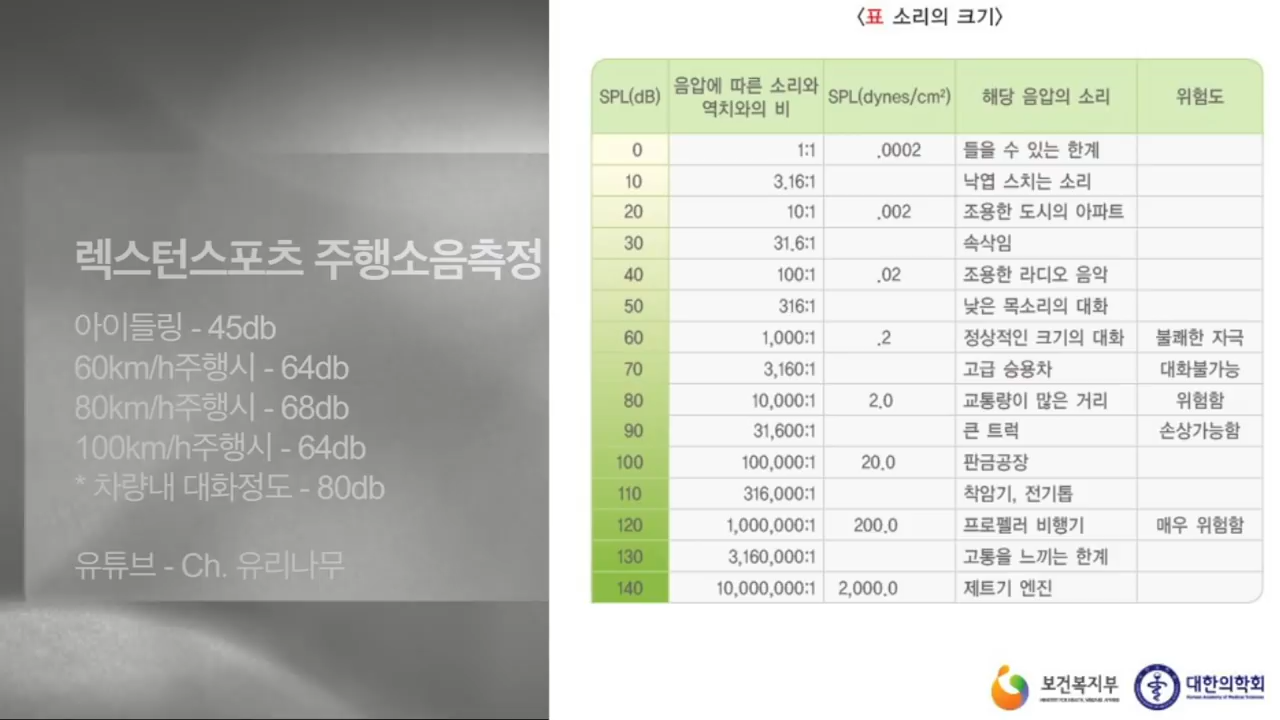 렉스턴스포츠 주행소음측정
아이들링 - 45db
60km/h주행시 - 64db
80km/h주행시 - 68db
100km/h주행시 - 64db
* 차량내 대화정도 - 80db
유튜브 - Ch. 유리나무
〈표 소리의 크기〉
SPL(dB) 음압에 따른 소리와 역치와의 비 SPL(dynes/cm²) 해당 음압의 소리 위험도
0 1:1 .0002 들을 수 있는 한계
10 3.16:1 낙엽 스치는 소리
20 10:1 .002 조용한 도시의 아파트
30 31.6:1 속삭임
40 100:1 .02 조용한 라디오 음악
50 316:1 낮은 목소리의 대화
60 1,000:1 .2 정상적인 크기의 대화 불쾌한 자극
70 3,160:1 고급 승용차 대화불가능
80 10,000:1 2.0 교통량이 많은 거리 위험함
90 31,600:1 큰 트럭 손상가능함
100 100,000:1 20.0 판금공장
110 316,000:1 착암기, 전기톱
120 1,000,000:1 200.0 프로펠러 비행기 매우 위험함
130 3,160,000:1 고통을 느끼는 한계
140 10,000,000:1 2,000.0 제트기 엔진
보건복지부 대한의학회